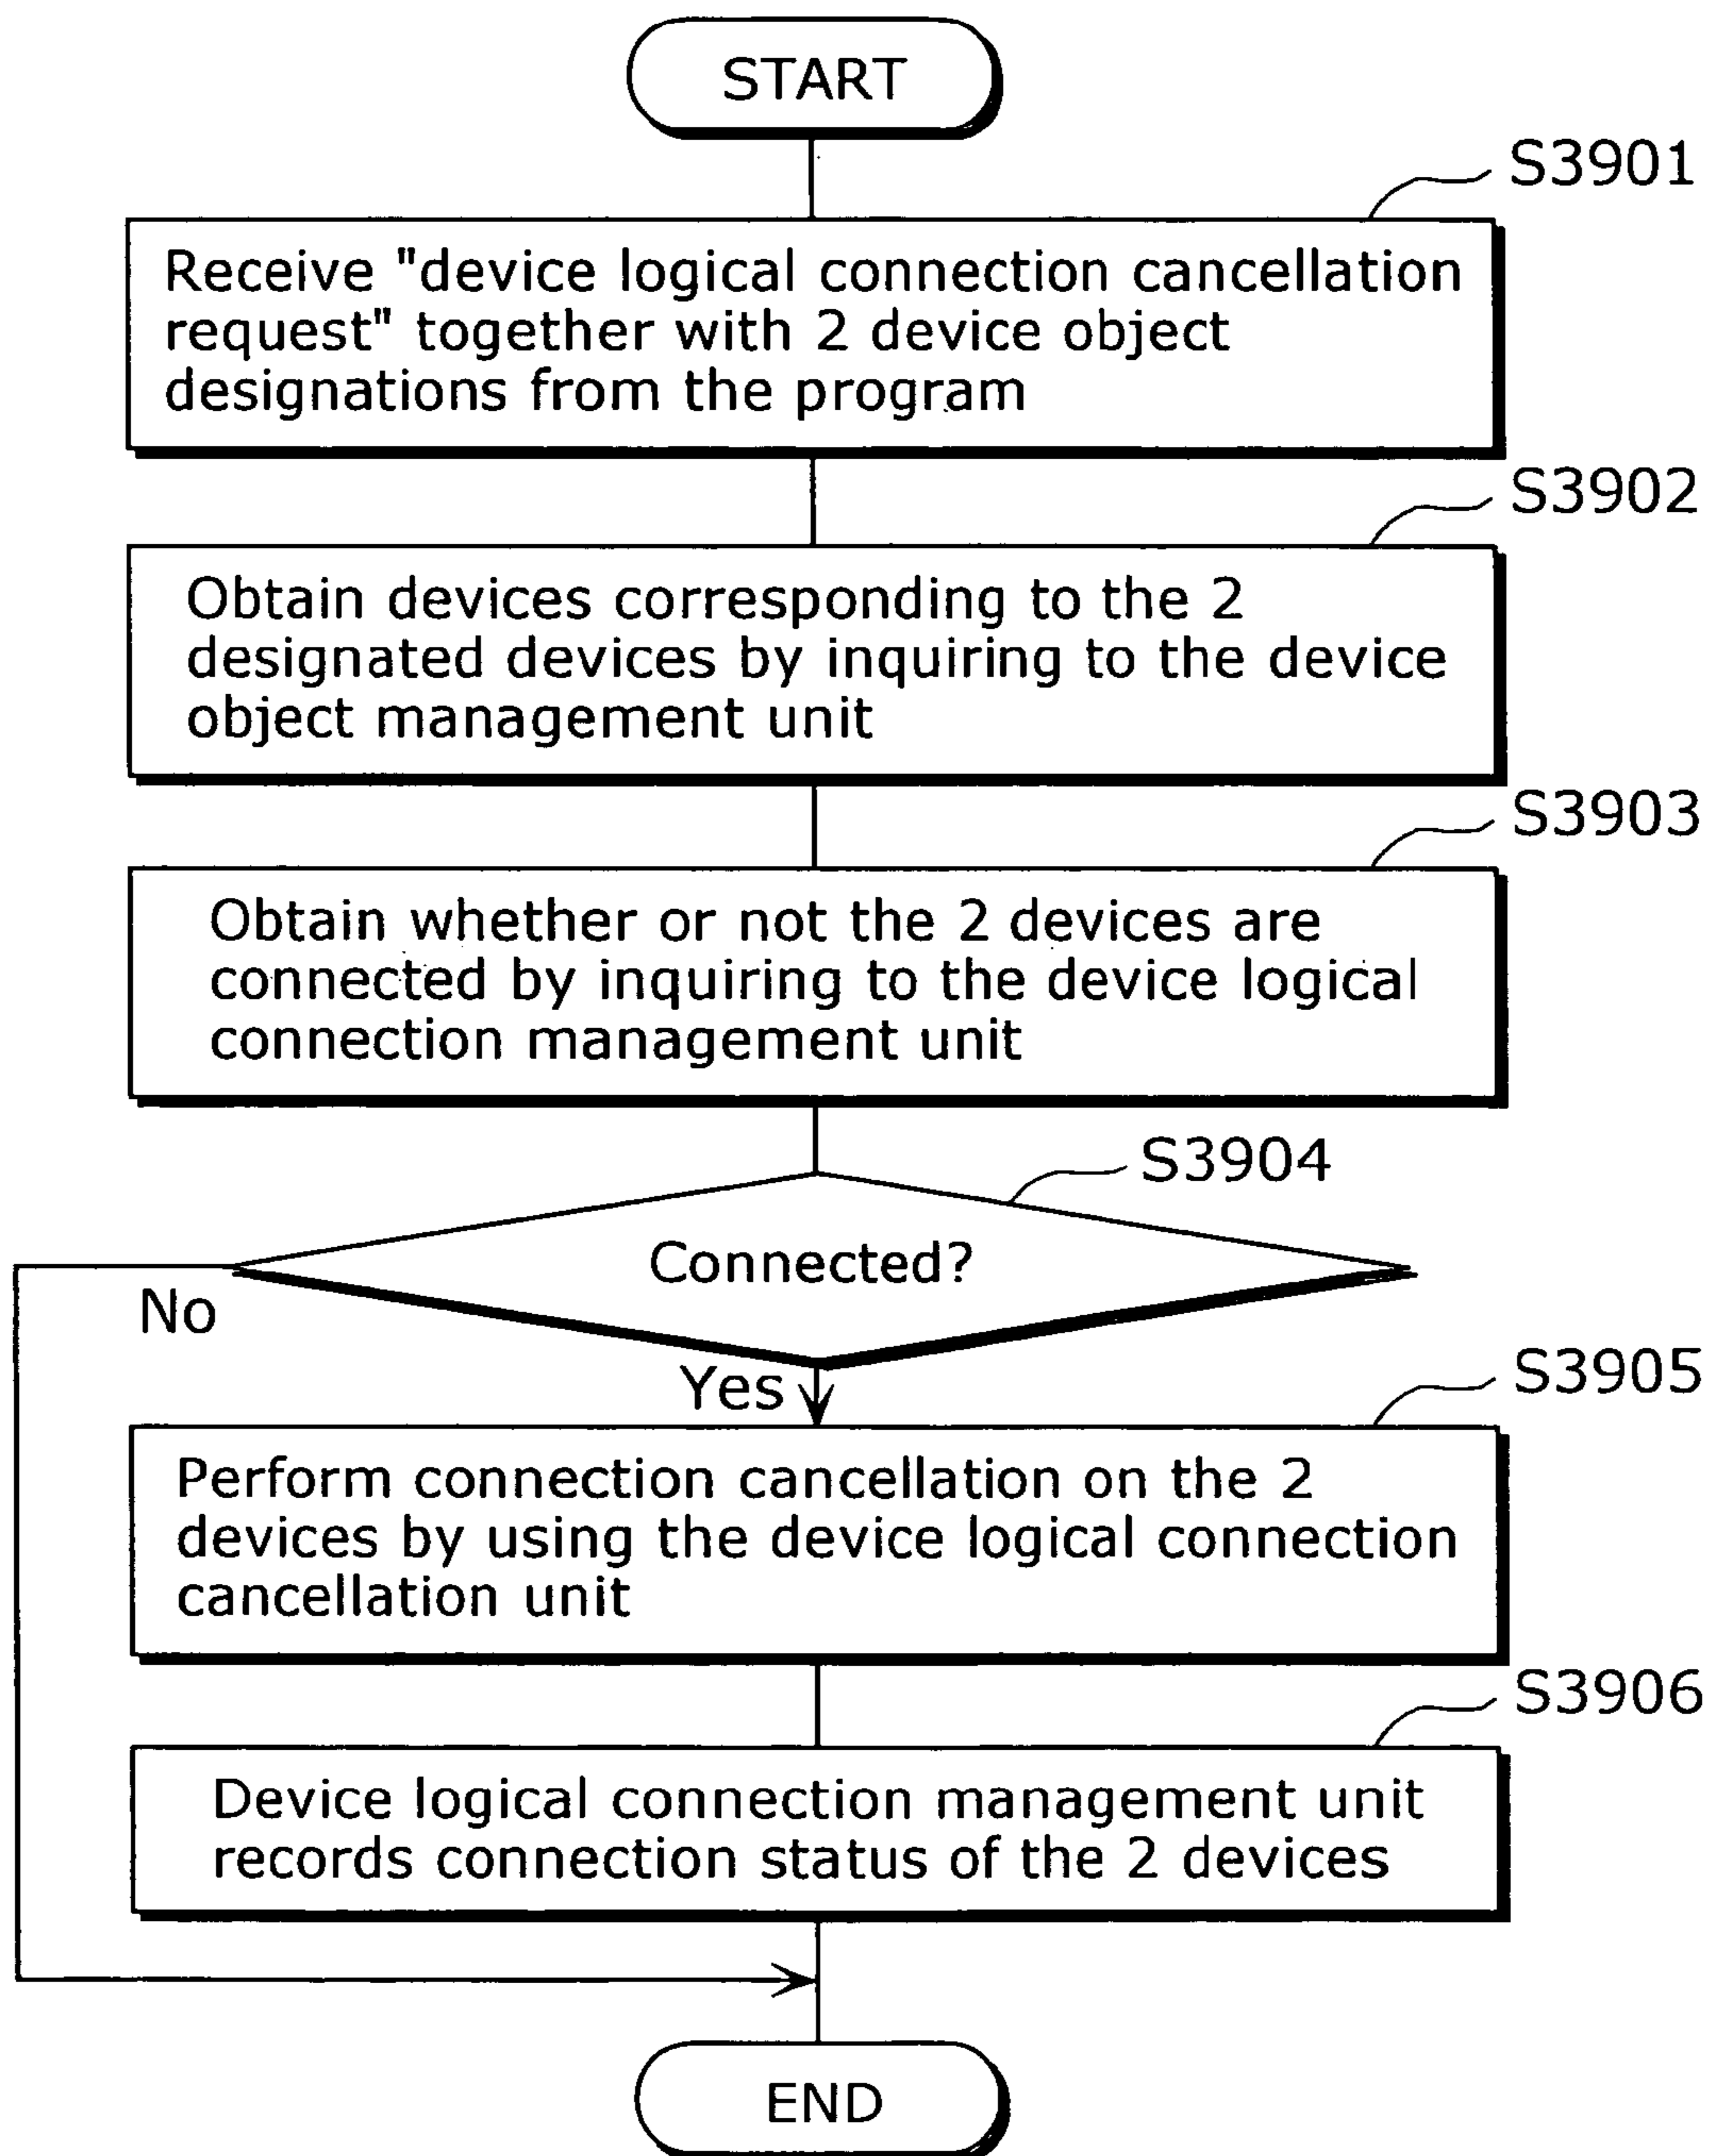 START
S3901
Receive "device logical connection cancellation
request" together with 2 device object
designations from the program
S3902
Obtain devices corresponding to the 2
designated devices by inquiring to the device
object management unit
S3903
Obtain whether or not the 2 devices are
connected by inquiring to the device logical
connection management unit
S3904
Connected?
No
Yes
S3905
Perform connection cancellation on the 2
devices by using the device logical connection
cancellation unit
S3906
Device logical connection management unit
records connection status of the 2 devices
END